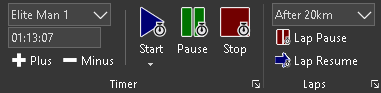 Elite Man 1
01:13:07
Plus Minus
Start Pause Stop
Timer
After 20km
Lap Pause
Lap Resume
Laps